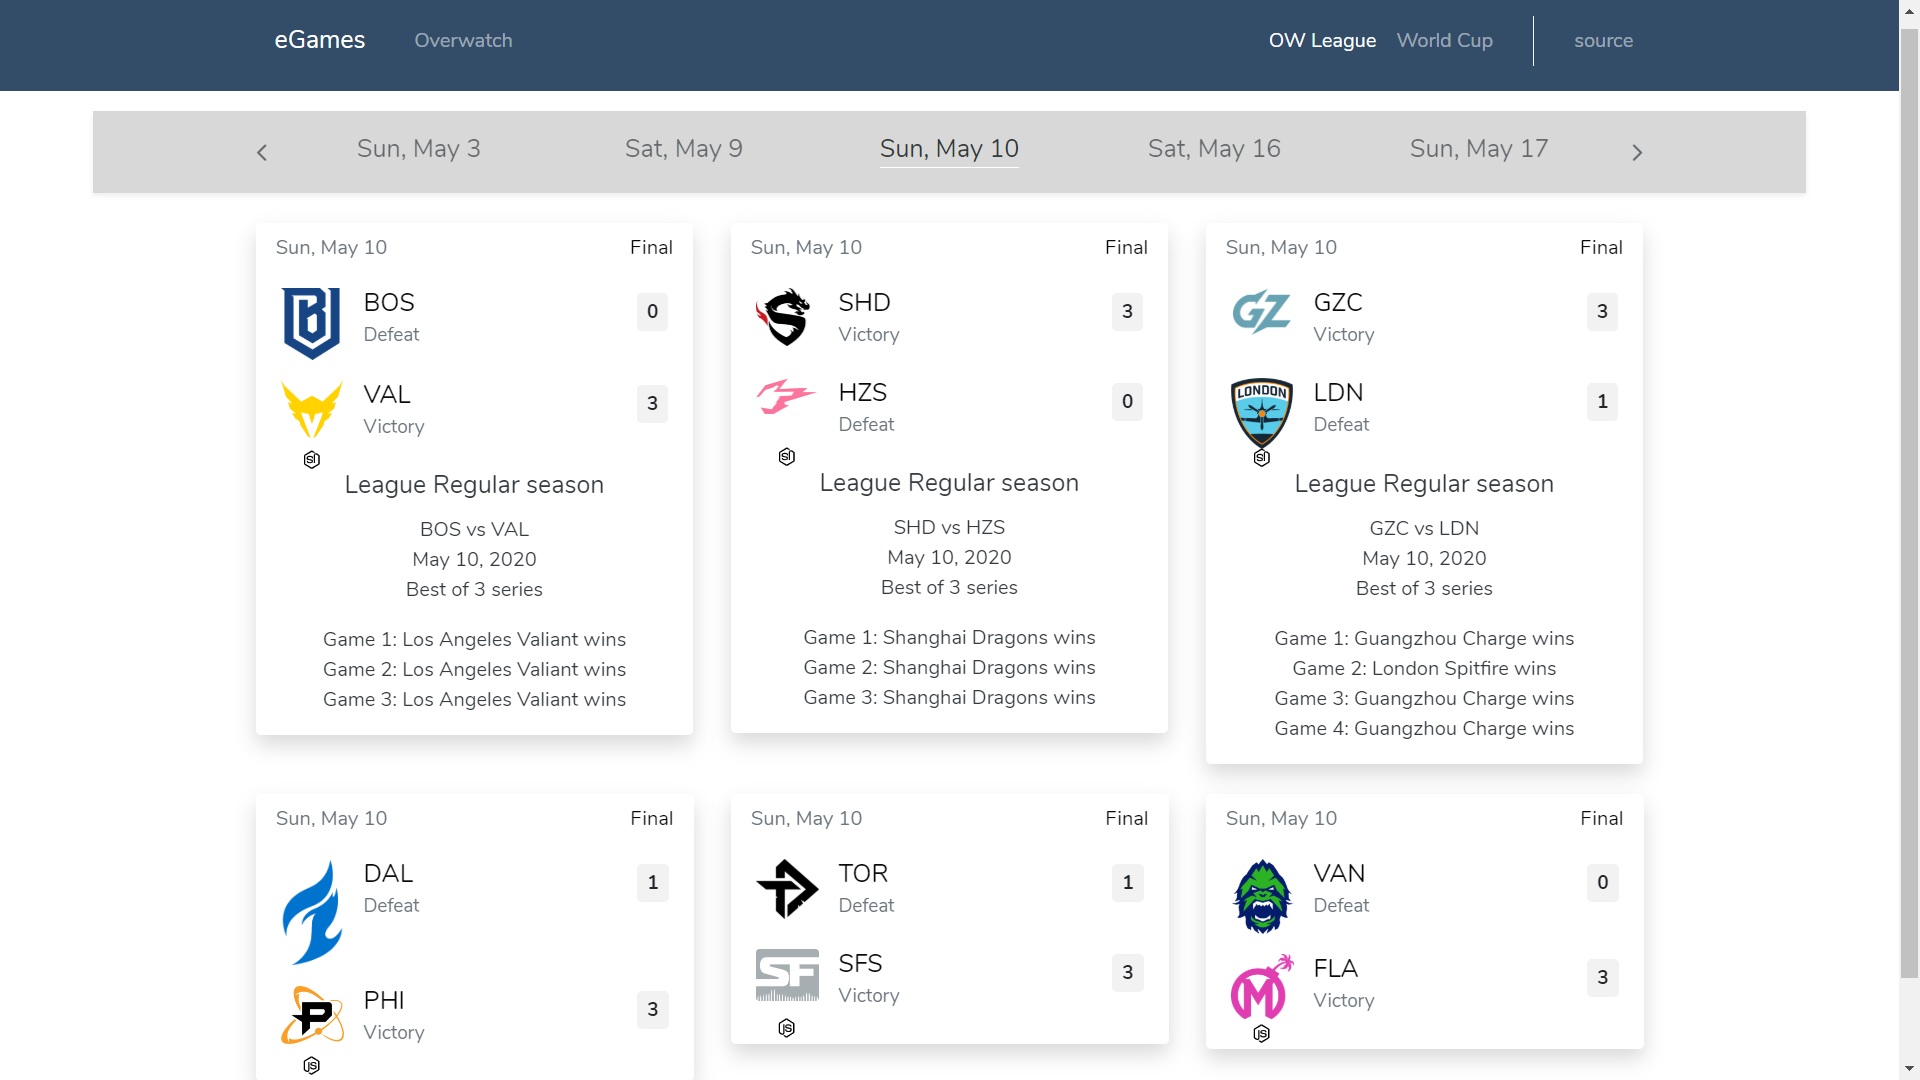 eGames
Overwatch
OW League
World Cup
source
Sun, May 3
Sat, May 9
Sun, May 10
Sat, May 16
Sun, May 17
Sun, May 10
Final
BOS
0
Defeat
VAL
3
Victory
League Regular season
BOS vs VAL
May 10, 2020
Best of 3 series
Game 1: Los Angeles Valiant wins
Game 2: Los Angeles Valiant wins
Game 3: Los Angeles Valiant wins
Sun, May 10
Final
SHD
3
Victory
HZS
0
Defeat
League Regular season
SHD vs HZS
May 10, 2020
Best of 3 series
Game 1: Shanghai Dragons wins
Game 2: Shanghai Dragons wins
Game 3: Shanghai Dragons wins
Sun, May 10
Final
GZ
GZC
3
Victory
LONDON
LDN
1
Defeat
League Regular season
GZC vs LDN
May 10, 2020
Best of 3 series
Game 1: Guangzhou Charge wins
Game 2: London Spitfire wins
Game 3: Guangzhou Charge wins
Game 4: Guangzhou Charge wins
Sun, May 10
Final
DAL
1
Defeat
P
PHI
3
Victory
JS
Sun, May 10
Final
TOR
1
Defeat
SF
SFS
3
Victory
JS
Sun, May 10
Final
VAN
0
Defeat
M
FLA
3
Victory
JS